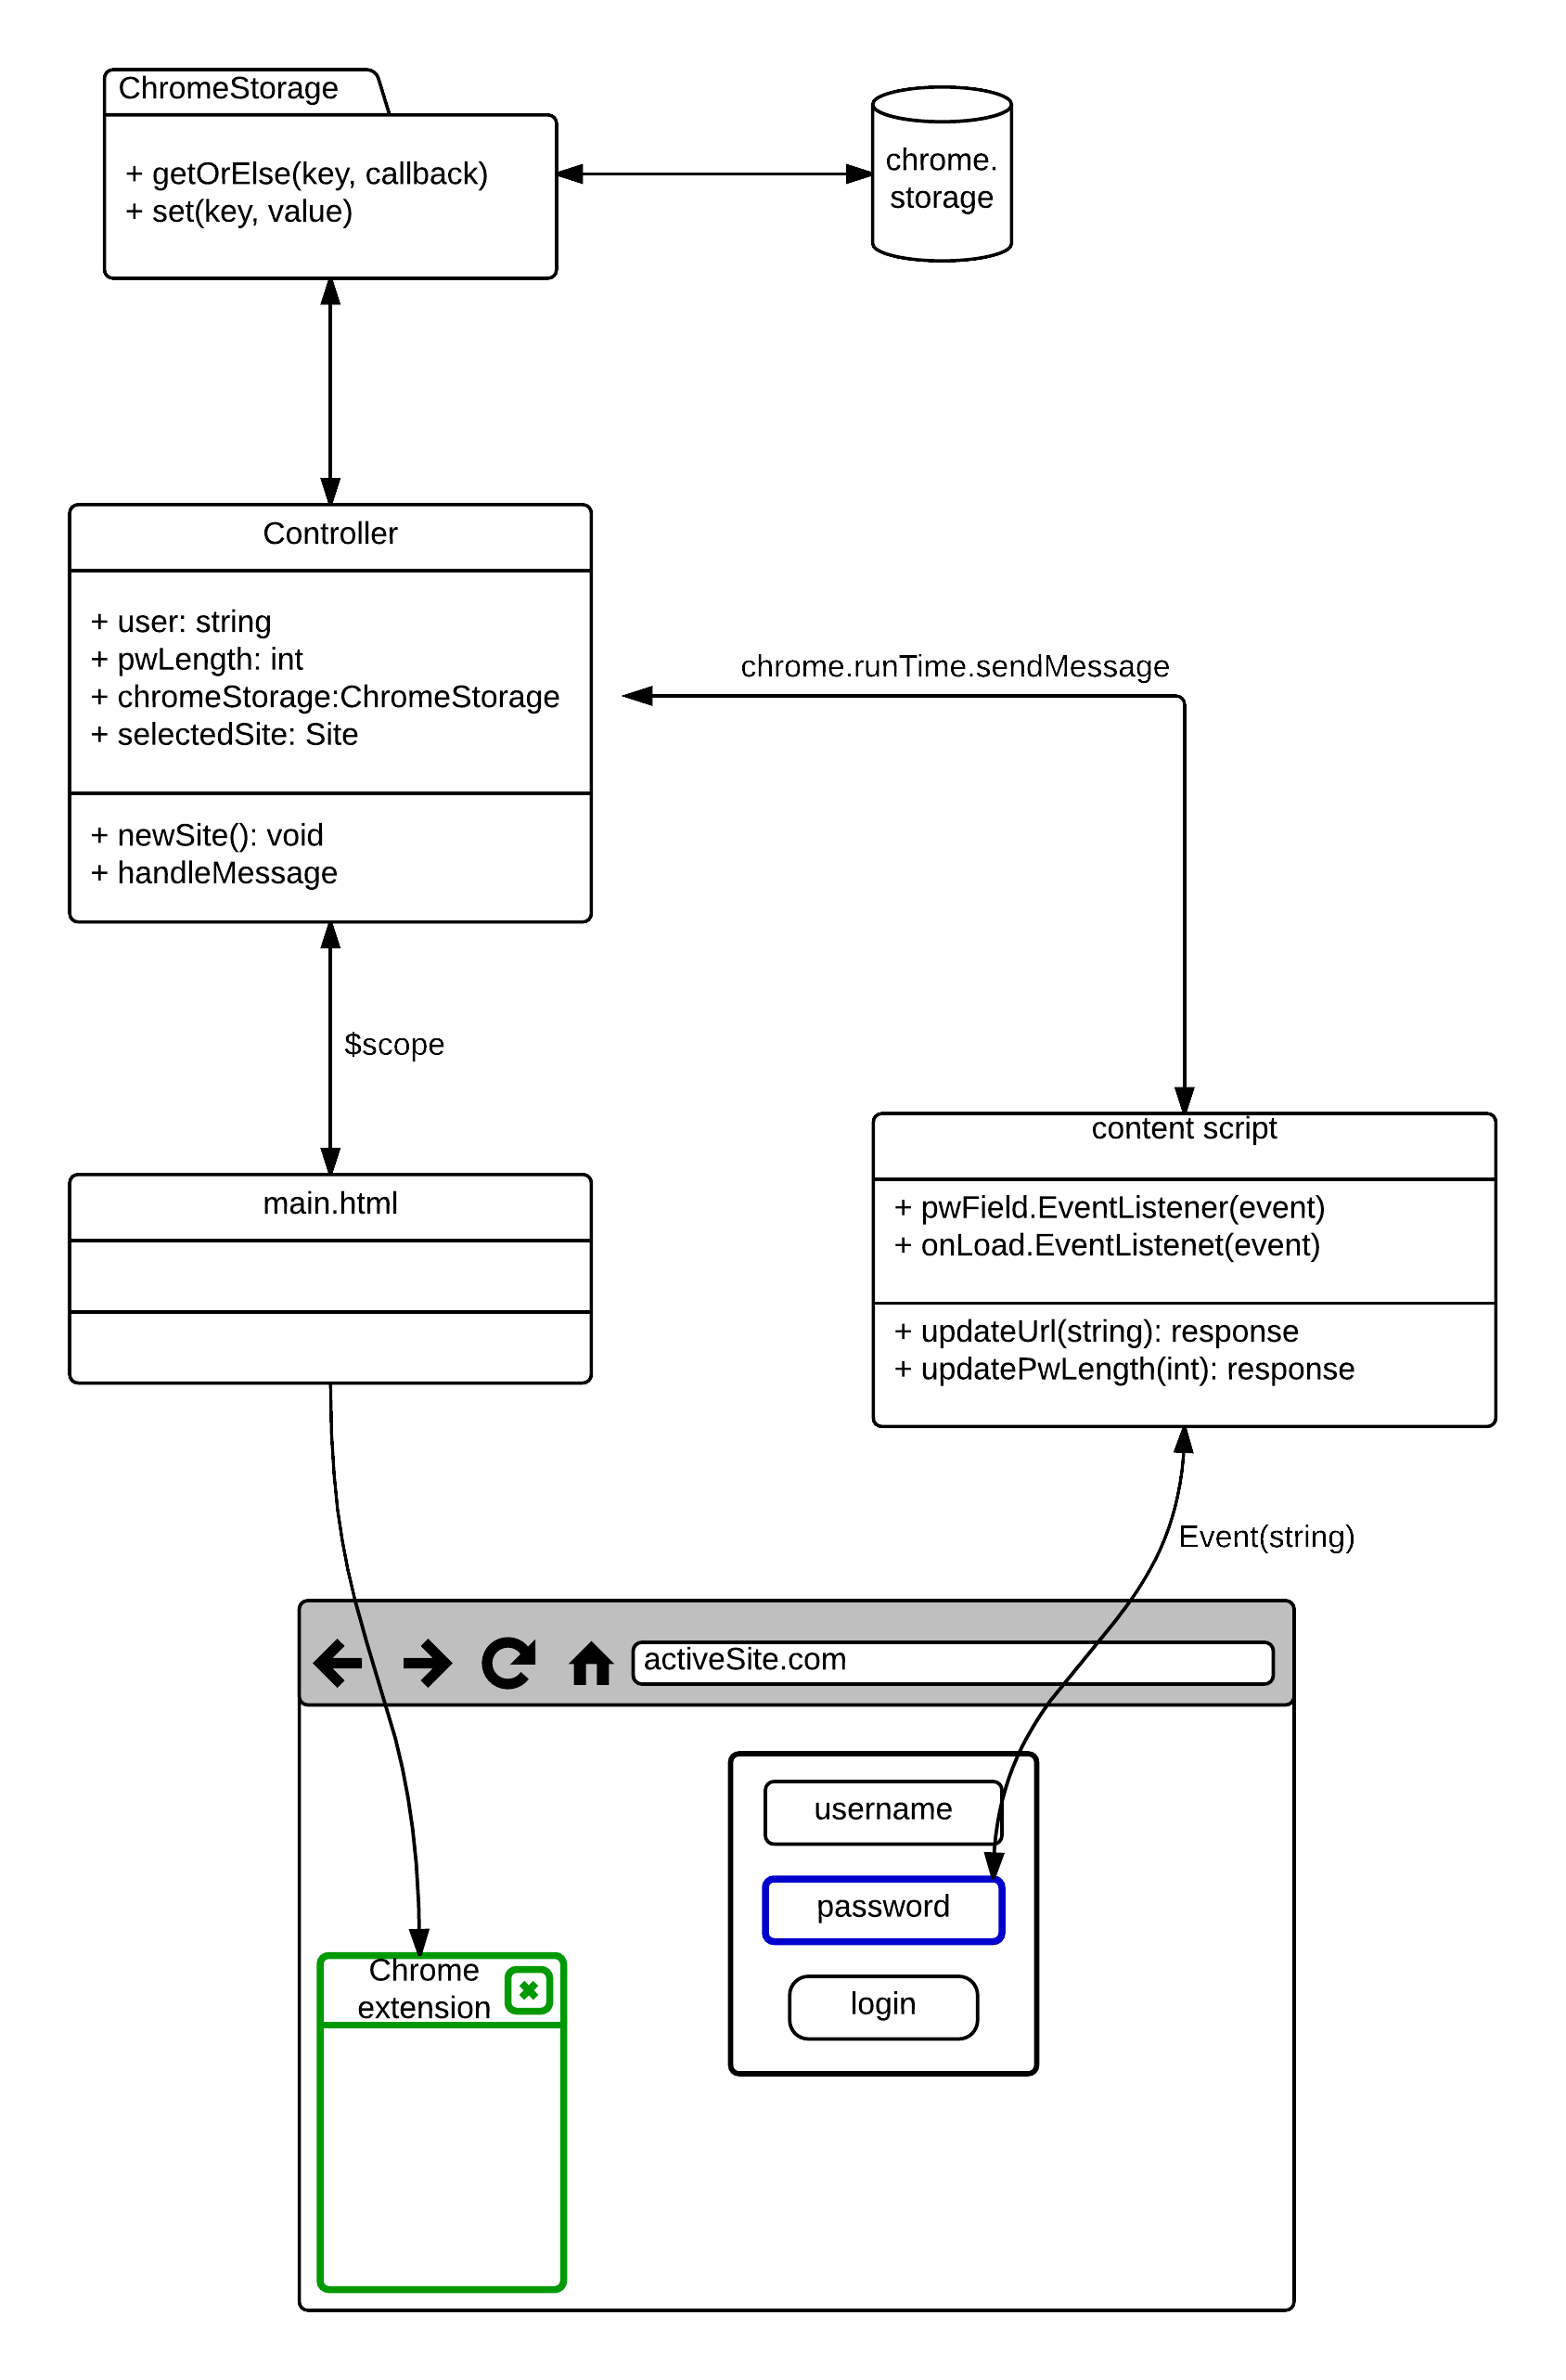 ChromeStorage
+ getOrElse(key, callback)
+ set(key, value)
chrome.
storage
Controller
+ user: string
+ pwLength: int
+ chromeStorage:ChromeStorage
+ selectedSite: Site
+ newSite(): void
+ handleMessage
chrome.runTime.sendMessage
$scope
main.html
content script
+ pwField.EventListener(event)
+ onLoad.EventListenet(event)
+ updateUrl(string): response
+ updatePwLength(int): response
Event(string)
activeSite.com
username
password
login
Chrome
extension